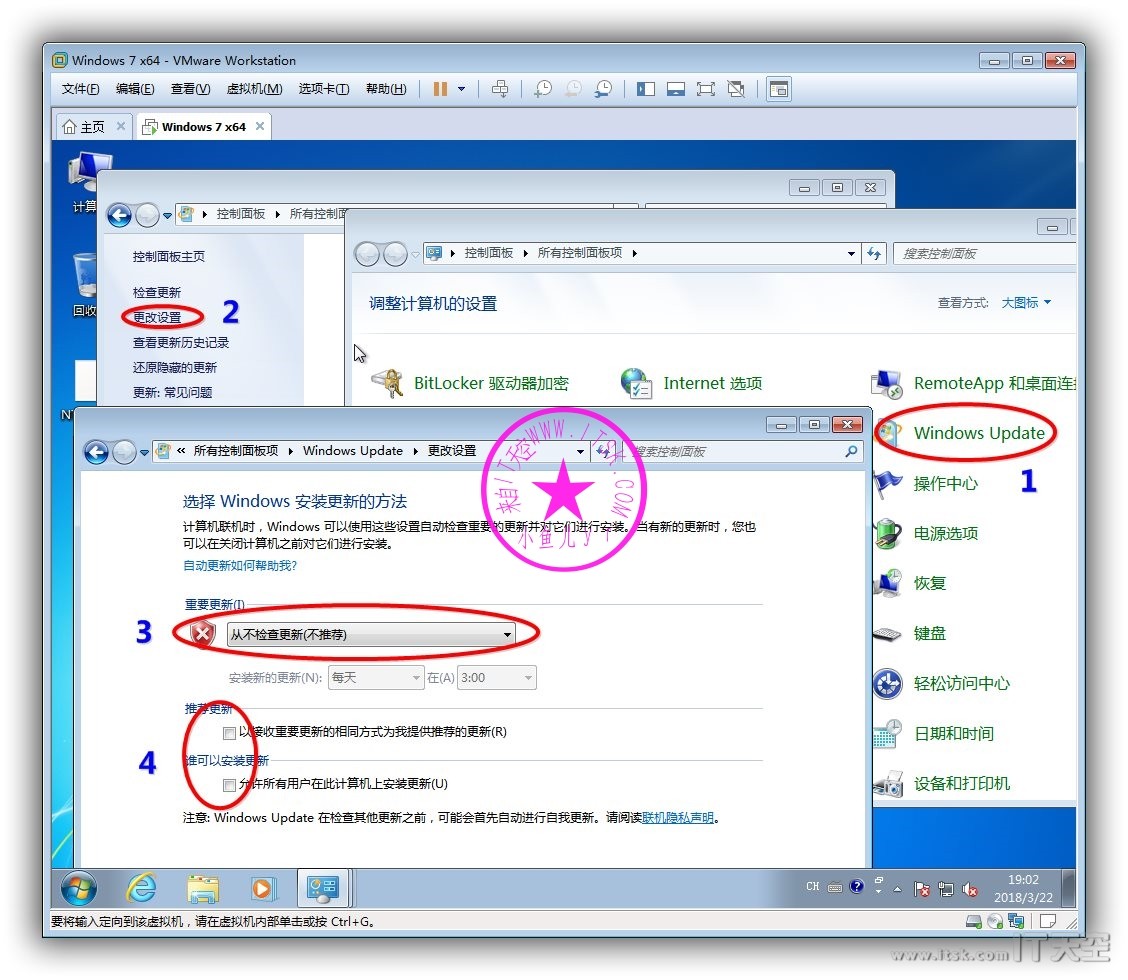 Windows 7 x64 - VMware Workstation
文件(F) 编辑(E) 查看(V) 虚拟机(M) 选项卡(T) 帮助(H)
主页 Windows 7 x64
计算
回收
控制面板 所有控制面
控制面板主页
检查更新
更改设置 2
查看更新历史记录
还原隐藏的更新
更新: 常见问题
控制面板 所有控制面板项 搜索控制面板
调整计算机的设置 查看方式: 大图标
BitLocker 驱动器加密 Internet 选项 RemoteApp 和桌面连
Windows Update
1
操作中心
电源选项
恢复
键盘
轻松访问中心
日期和时间
设备和打印机
« 所有控制面板项 Windows Update 更改设置 搜索控制面板
选择 Windows 安装更新的方法
计算机联机时，Windows 可以使用这些设置自动检查重要的更新并对它们进行安装。当有新的更新时，您也
可以在关闭计算机之前对它们进行安装。
自动更新如何帮助我?
重要更新(I)
3 从不检查更新(不推荐)
安装新的更新(N): 每天 在(A) 3:00
推荐更新
以接收重要更新的相同方式为我提供推荐的更新(R)
4 谁可以安装更新
允许所有用户在此计算机上安装更新(U)
注意: Windows Update 在检查其他更新之前，可能会首先自动进行自我更新。请阅读联机隐私声明。
来自IT天空WWW.ITSK.COM
小鱼儿yr
CH 19:02
2018/3/22
要将输入定向到该虚拟机，请在虚拟机内部单击或按 Ctrl+G。
www.itsk.com IT天空